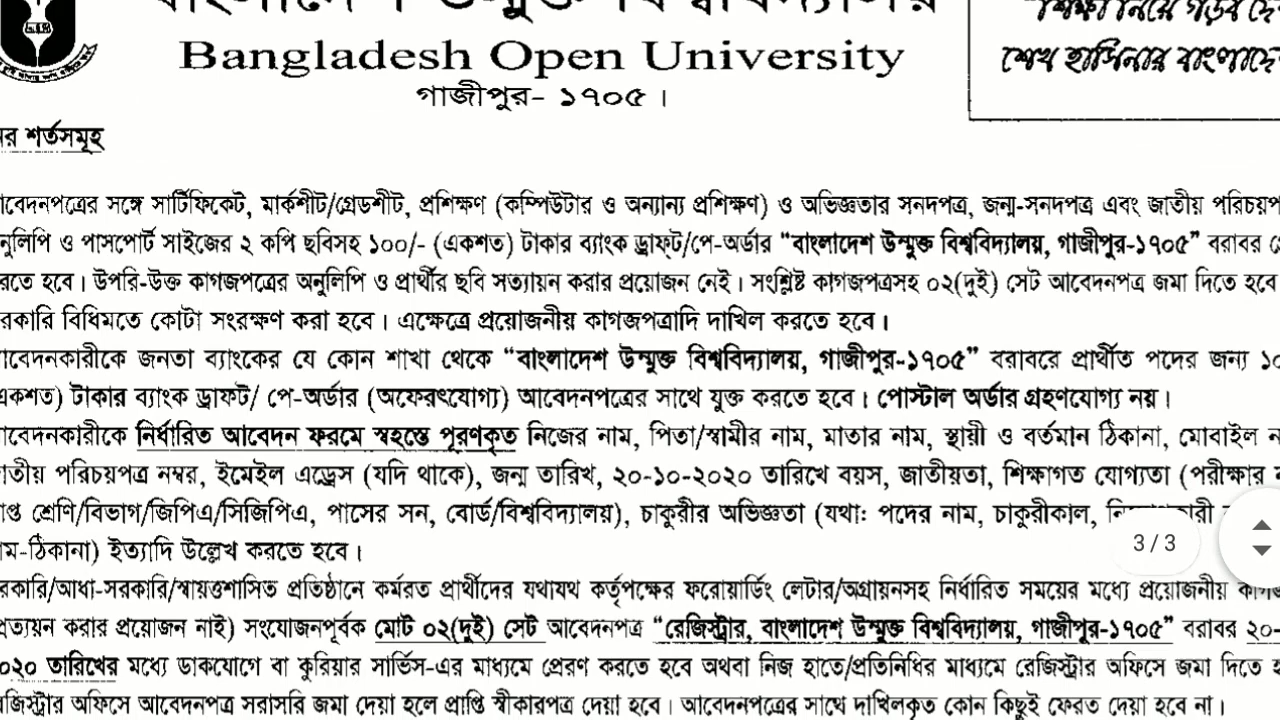 বাংলাদেশ উন্মুক্ত বিশ্ববিদ্যালয়
শিক্ষা নিয়ে গড়ব দে
Bangladesh Open University
শেখ হাসিনার বাংলাদে
গাজীপুর- ১৭০৫।
র শর্তসমূহ
বেদনপত্রের সঙ্গে সার্টিফিকেট, মার্কশীট/গ্রেডশীট, প্রশিক্ষণ (কম্পিউটার ও অন্যান্য প্রশিক্ষণ) ও অভিজ্ঞতার সনদপত্র, জন্ম-সনদপত্র এবং জাতীয় পরিচয়প
নুলিপি ও পাসপোর্ট সাইজের ২ কপি ছবিসহ ১০০/- (একশত) টাকার ব্যাংক ড্রাফ্ট/পে-অর্ডার “বাংলাদেশ উন্মুক্ত বিশ্ববিদ্যালয়, গাজীপুর-১৭০৫” বরাবর
রতে হবে। উপরি-উক্ত কাগজপত্রের অনুলিপি ও প্রার্থীর ছবি সত্যায়ন করার প্রয়োজন নেই। সংশ্লিষ্ট কাগজপত্রসহ ০২(দুই) সেট আবেদনপত্র জমা দিতে হবে
রকারি বিধিমতে কোটা সংরক্ষণ করা হবে। এক্ষেত্রে প্রয়োজনীয় কাগজপত্রাদি দাখিল করতে হবে।
বেদনকারীকে জনতা ব্যাংকের যে কোন শাখা থেকে “বাংলাদেশ উন্মুক্ত বিশ্ববিদ্যালয়, গাজীপুর-১৭০৫” বরাবরে প্রার্থীত পদের জন্য ১০
একশত) টাকার ব্যাংক ড্রাফট/ পে-অর্ডার (অফেরৎযোগ্য) আবেদনপত্রের সাথে যুক্ত করতে হবে। পোস্টাল অর্ডার গ্রহণযোগ্য নয়।
বেদনকারীকে নির্ধারিত আবেদন ফরমে স্বহস্তে পূরণকৃত নিজের নাম, পিতা/স্বামীর নাম, মাতার নাম, স্থায়ী ও বর্তমান ঠিকানা, মোবাইল ন
তীয় পরিচয়পত্র নম্বর, ইমেইল এড্রেস (যদি থাকে), জন্ম তারিখ, ২০-১০-২০২০ তারিখে বয়স, জাতীয়তা, শিক্ষাগত যোগ্যতা (পরীক্ষার
প্ত শ্রেণি/বিভাগ/জিপিএ/সিজিপিএ, পাসের সন, বোর্ড/বিশ্ববিদ্যালয়), চাকুরীর অভিজ্ঞতা (যথা: পদের নাম, চাকুরীকাল,
ম-ঠিকানা) ইত্যাদি উল্লেখ করতে হবে।
3 / 3
রকারি/আধা-সরকারি/স্বায়ত্তশাসিত প্রতিষ্ঠানে কর্মরত প্রার্থীদের যথাযথ কর্তৃপক্ষের ফরোয়ার্ডিং লেটার/অগ্রায়নসহ নির্ধারিত সময়ের মধ্যে প্রয়োজনীয় কাগজ
প্রত্যয়ন করার প্রয়োজন নাই) সংযোজনপূর্বক মোট ০২(দুই) সেট আবেদনপত্র “রেজিস্ট্রার, বাংলাদেশ উন্মুক্ত বিশ্ববিদ্যালয়, গাজীপুর-১৭০৫” বরাবর ২০-
০২০ তারিখের মধ্যে ডাকযোগে বা কুরিয়ার সার্ভিস-এর মাধ্যমে প্রেরণ করতে হবে অথবা নিজ হাতে/প্রতিনিধির মাধ্যমে রেজিস্ট্রার অফিসে জমা দিতে
রেজিস্ট্রার অফিসে আবেদনপত্র সরাসরি জমা দেয়া হলে প্রাপ্তি স্বীকারপত্র দেয়া হবে। আবেদনপত্রের সাথে দাখিলকৃত কোন কিছুই ফেরত দেয়া হবে না।